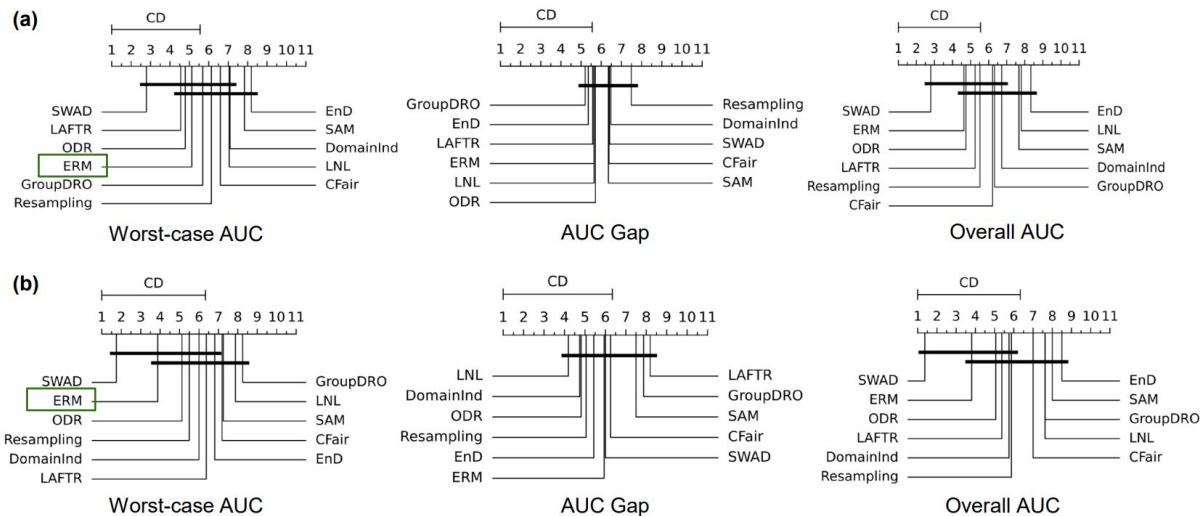 (a)
CD
1 2 3 4 5 6 7 8 9 10 11
SWAD
LAFTR
ODR
ERM
GroupDRO
Resampling
EnD
SAM
DomainInd
LNL
CFair
Worst-case AUC
CD
1 2 3 4 5 6 7 8 9 10 11
GroupDRO
EnD
LAFTR
ERM
LNL
ODR
Resampling
DomainInd
SWAD
CFair
SAM
AUC Gap
CD
1 2 3 4 5 6 7 8 9 10 11
SWAD
ERM
ODR
LAFTR
Resampling
CFair
EnD
LNL
SAM
DomainInd
GroupDRO
Overall AUC
(b)
CD
1 2 3 4 5 6 7 8 9 10 11
SWAD
ERM
ODR
Resampling
DomainInd
LAFTR
GroupDRO
LNL
SAM
CFair
EnD
Worst-case AUC
CD
1 2 3 4 5 6 7 8 9 10 11
LNL
DomainInd
ODR
Resampling
EnD
ERM
LAFTR
GroupDRO
SAM
CFair
SWAD
AUC Gap
CD
1 2 3 4 5 6 7 8 9 10 11
SWAD
ERM
ODR
LAFTR
DomainInd
Resampling
EnD
SAM
GroupDRO
LNL
CFair
Overall AUC